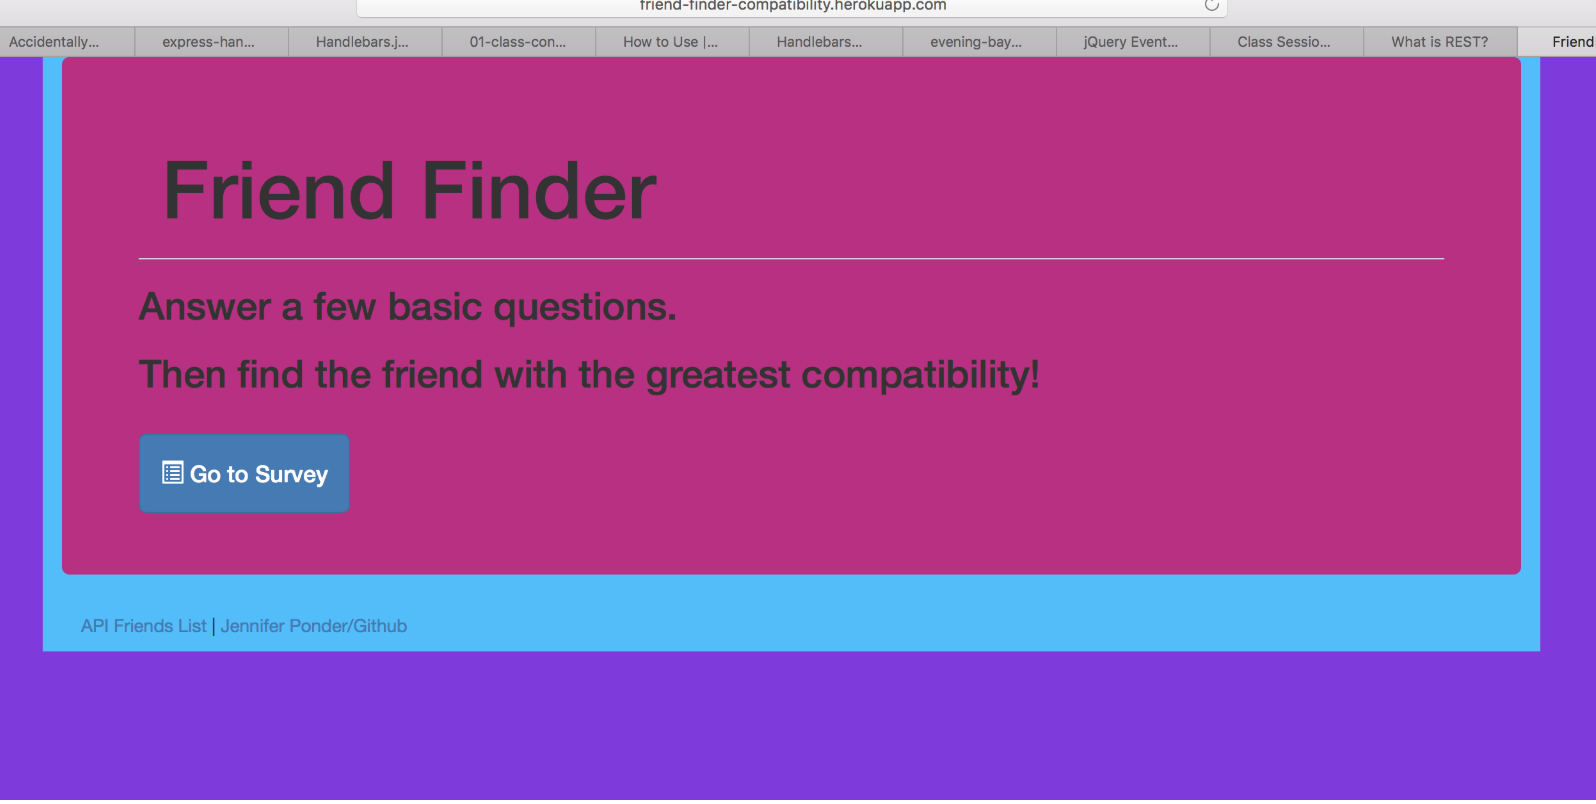 friend-finder-compatibility.herokuapp.com
Accidentally... express-han... Handlebars.j... 01-class-con... How to Use |... Handlebars... evening-bay... jQuery Event... Class Sessio... What is REST? Friend
Friend Finder
Answer a few basic questions.
Then find the friend with the greatest compatibility!
Go to Survey
API Friends List | Jennifer Ponder/Github